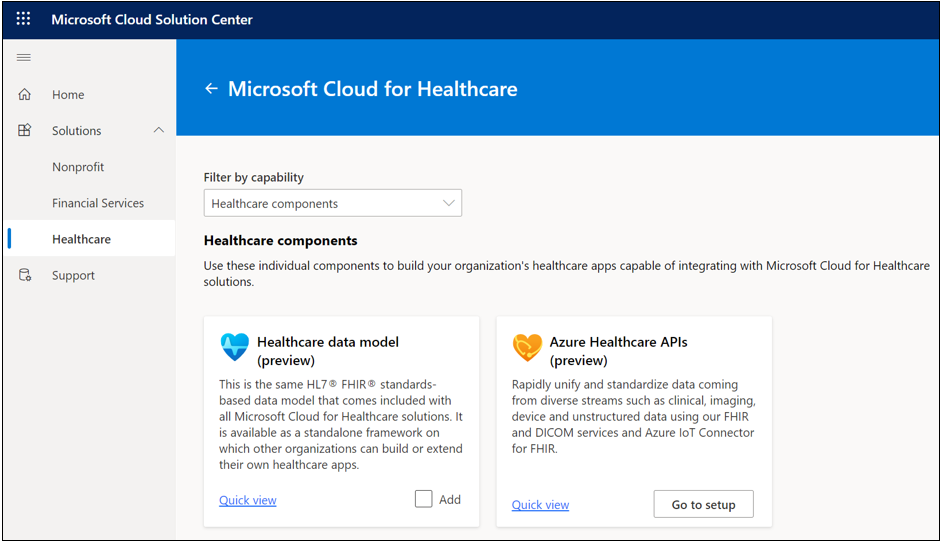 Microsoft Cloud Solution Center
Home
Solutions
Nonprofit
Financial Services
Healthcare
Support
Microsoft Cloud for Healthcare
Filter by capability
Healthcare components
Healthcare components
Use these individual components to build your organization's healthcare apps capable of integrating with Microsoft Cloud for Healthcare
solutions.
Healthcare data model
(preview)
This is the same HL7® FHIR® standards-
based data model that comes included with
all Microsoft Cloud for Healthcare solutions. It
is available as a standalone framework on
which other organizations can build or extend
their own healthcare apps.
Quick view
Add
Azure Healthcare APIs
(preview)
Rapidly unify and standardize data coming
from diverse streams such as clinical, imaging,
device and unstructured data using our FHIR
and DICOM services and Azure IoT Connector
for FHIR.
Quick view
Go to setup